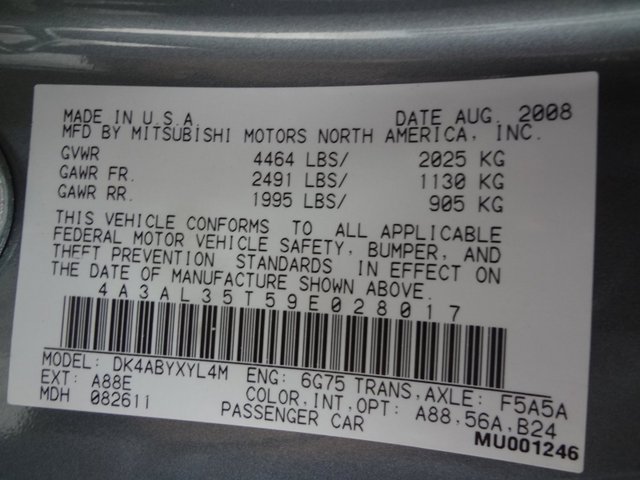 MADE IN U.S.A. DATE AUG. 2008
MFD BY MITSUBISHI MOTORS NORTH AMERICA, INC.
GVWR 4464 LBS/ 2025 KG
GAWR FR. 2491 LBS/ 1130 KG
GAWR RR. 1995 LBS/ 905 KG
THIS VEHICLE CONFORMS TO ALL APPLICABLE
FEDERAL MOTOR VEHICLE SAFETY, BUMPER, AND
THEFT PREVENTION STANDARDS IN EFFECT ON
THE DATE OF MANUFACTURE SHOWN ABOVE.
4A3AL35T59E028017
MODEL: DK4ABYXYL4M ENG: 6G75 TRANS,AXLE: F5A5A
EXT: A88E COLOR,INT,OPT: A88,56A,B24
MDH 082611 PASSENGER CAR
MU001246